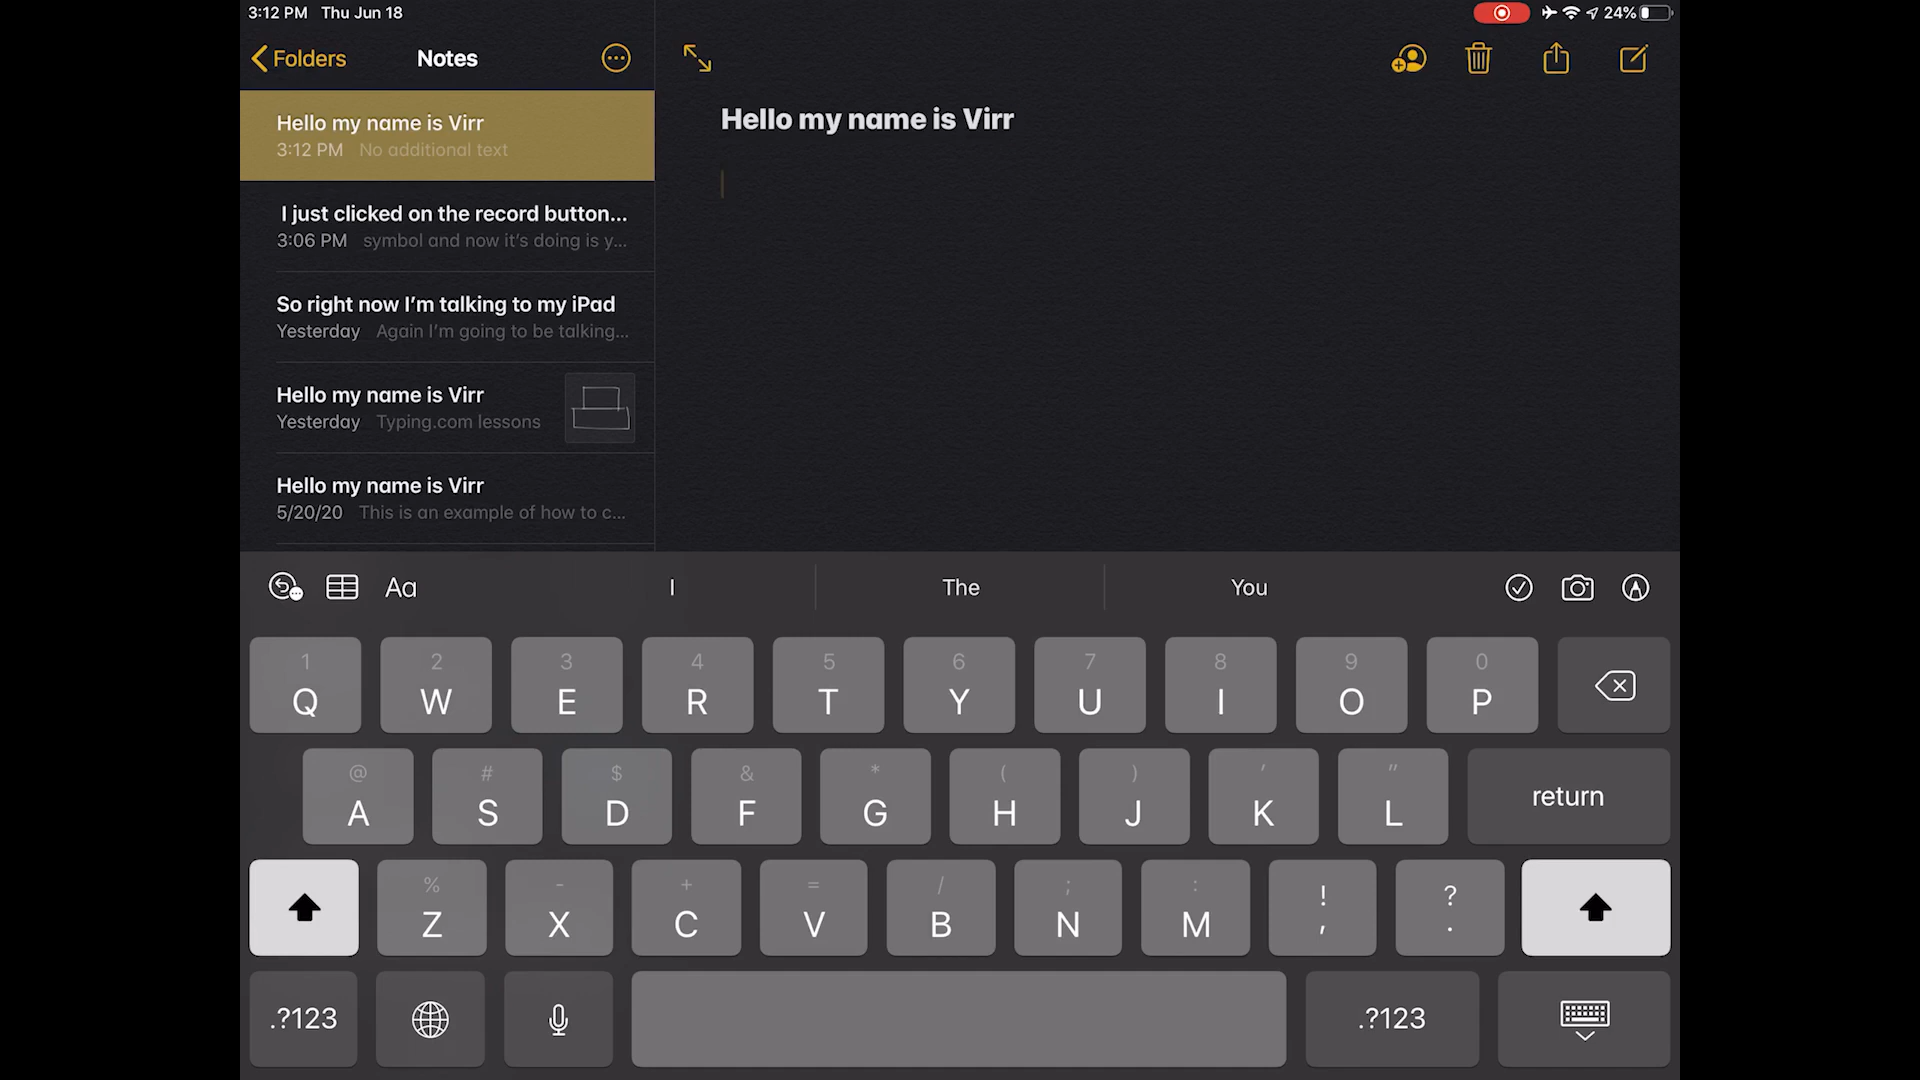 3:12 PM Thu Jun 18
24%
Folders
Notes
Hello my name is Virr
3:12 PM No additional text
I just clicked on the record button...
3:06 PM symbol and now it's doing is y...
So right now I'm talking to my iPad
Yesterday Again I'm going to be talking...
Hello my name is Virr
Yesterday Typing.com lessons
Hello my name is Virr
5/20/20 This is an example of how to c...
Hello my name is Virr
Aa
I The You
1 2 3 4 5 6 7 8 9 0
Q W E R T Y U I O P
@ # $ & * ( ) ' "
A S D F G H J K L return
% - + = / ; : ! ?
Z X C V B N M , .
.?123 .?123